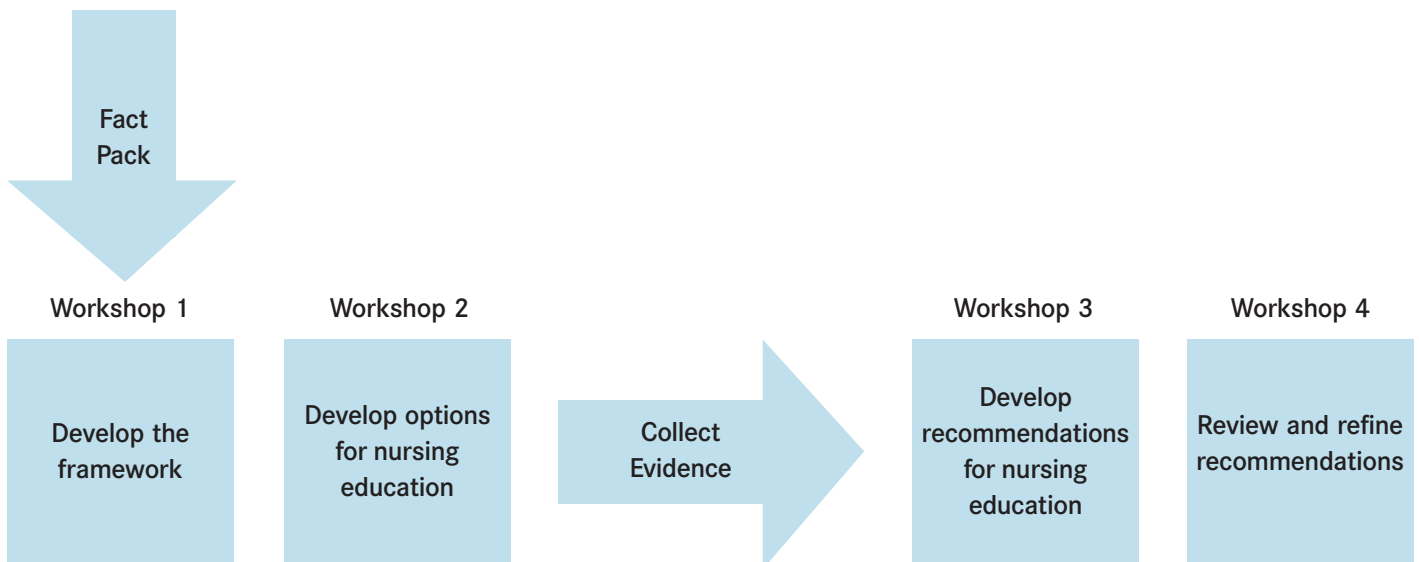 Fact
Pack
Workshop 1
Workshop 2
Workshop 3
Workshop 4
Develop the
framework
Develop options
for nursing
education
Collect
Evidence
Develop
recommendations
for nursing
education
Review and refine
recommendations